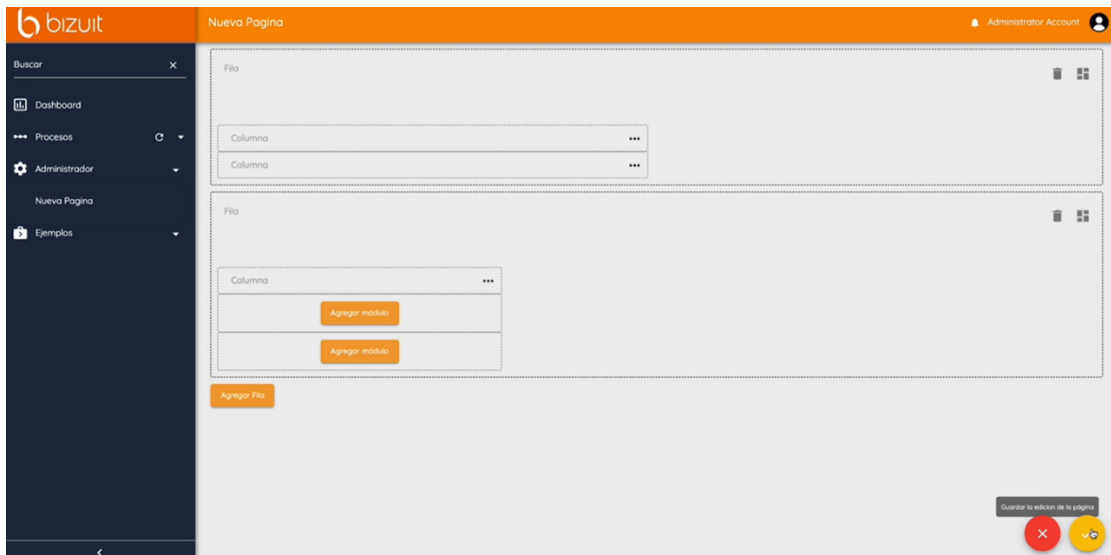 bizuit
Nueva Pagina
Administrator Account
Buscar
Dashboard
Procesos
Administrador
Nueva Pagina
Ejemplos
Fila
Columna
Columna
Fila
Columna
Agregar módulo
Agregar módulo
Agregar Fila
Guardar la edicion de la página